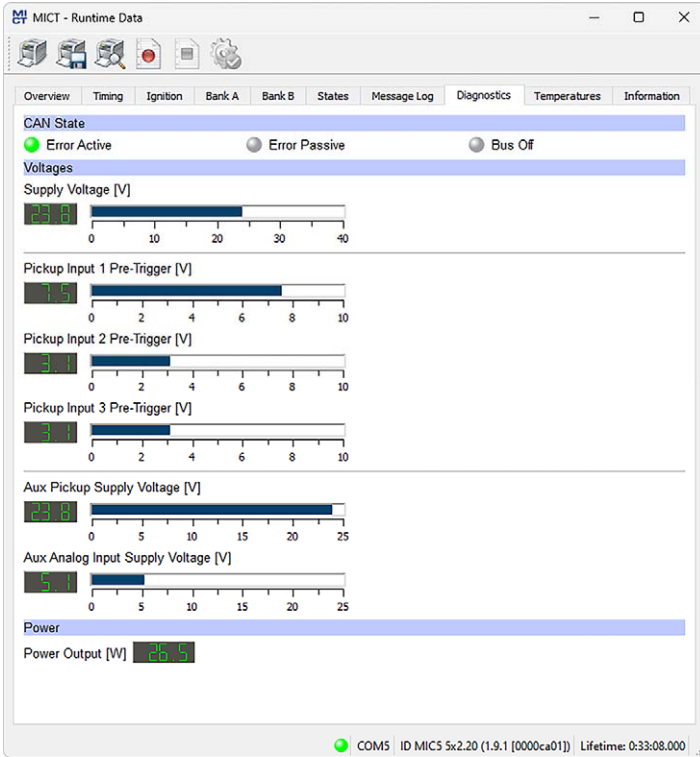 MICT - Runtime Data
Overview Timing Ignition Bank A Bank B States Message Log Diagnostics Temperatures Information
CAN State
Error Active Error Passive Bus Off
Voltages
Supply Voltage [V]
23.8
0 10 20 30 40
Pickup Input 1 Pre-Trigger [V]
7.5
0 2 4 6 8 10
Pickup Input 2 Pre-Trigger [V]
3.1
0 2 4 6 8 10
Pickup Input 3 Pre-Trigger [V]
3.1
0 2 4 6 8 10
Aux Pickup Supply Voltage [V]
23.8
0 5 10 15 20 25
Aux Analog Input Supply Voltage [V]
5.1
0 5 10 15 20 25
Power
Power Output [W] 26.5
COM5 ID MIC5 5x2.20 (1.9.1 [0000ca01]) Lifetime: 0:33:08.000